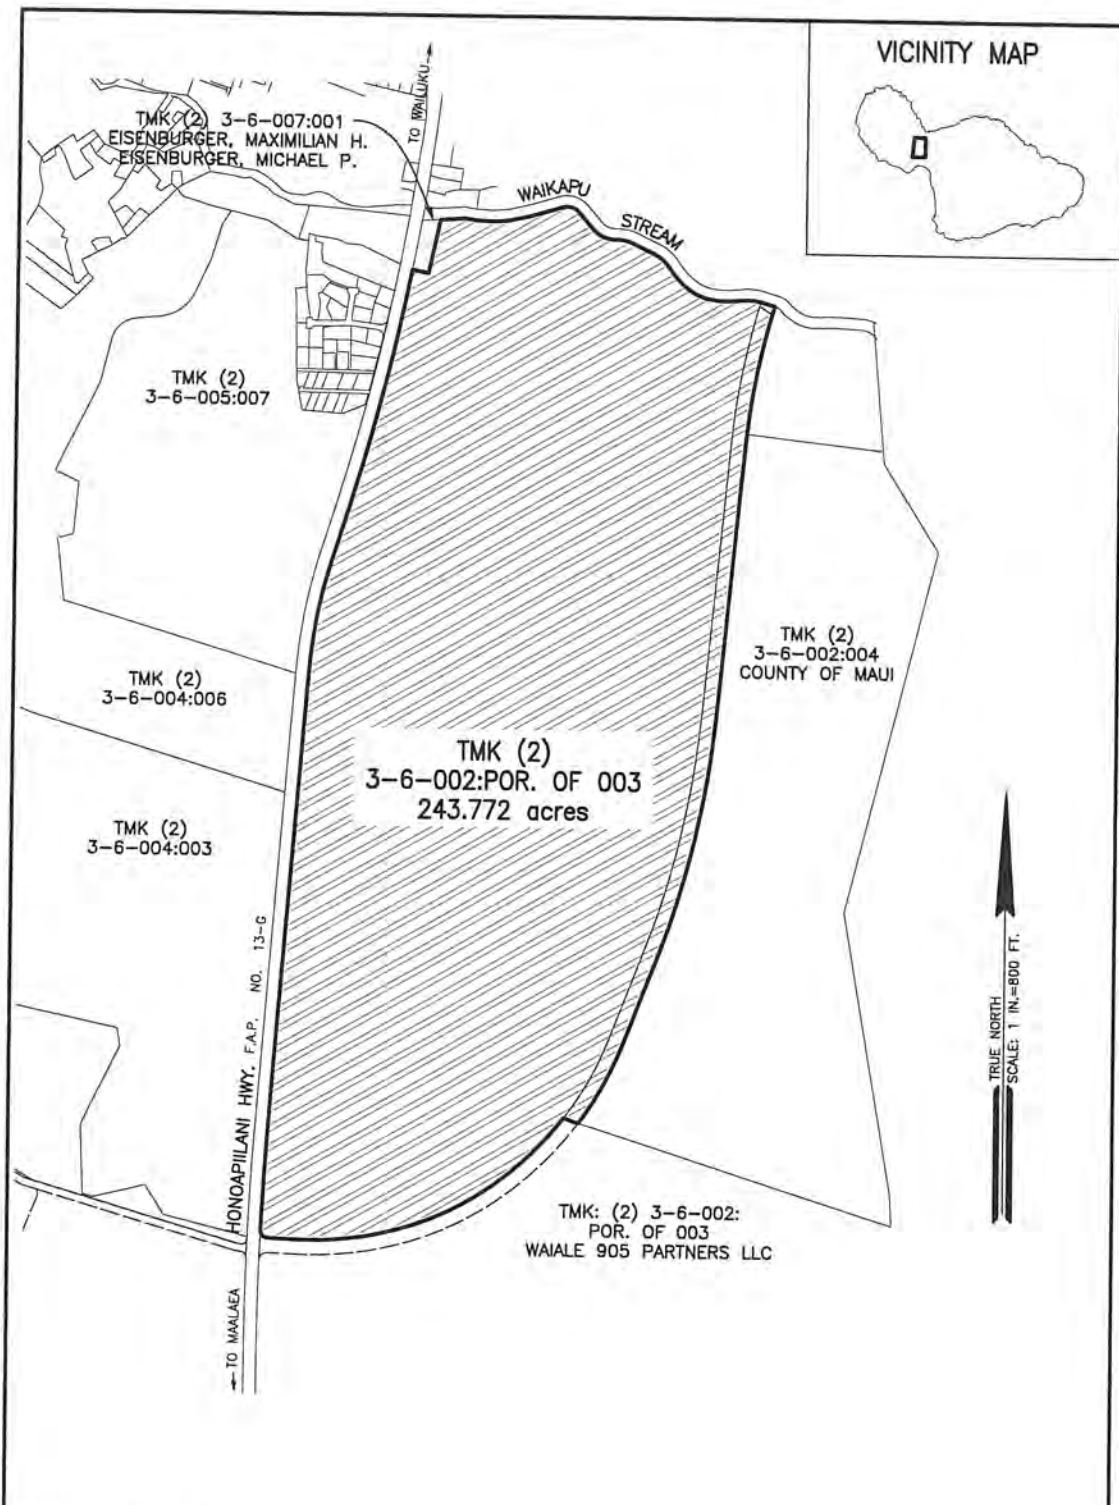 VICINITY MAP
TO WAILUKU
TMK (2) 3-6-007:001
EISENBURGER, MAXIMILIAN H.
EISENBURGER, MICHAEL P.
WAIKAPU
STREAM
TMK (2)
3-6-005:007
TMK (2)
3-6-002:004
COUNTY OF MAUI
TMK (2)
3-6-004:006
TMK (2)
3-6-002:POR. OF 003
243.772 acres
TMK (2)
3-6-004:003
HONOAPIILANI HWY. F.A.P. NO. 13-G
TRUE NORTH
SCALE: 1 IN.=800 FT.
TMK: (2) 3-6-002:
POR. OF 003
WAIALE 905 PARTNERS LLC
TO MAALAEA